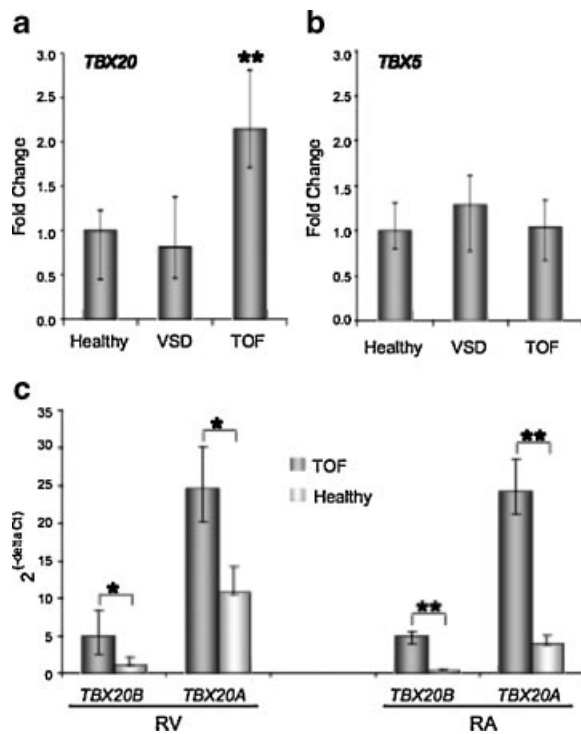 a
b
TBX20
**
TBX5
Fold Change
3.0
2.5
2.0
1.5
1.0
0.5
0.0
Healthy VSD TOF
Fold Change
3.0
2.5
2.0
1.5
1.0
0.5
0.0
Healthy VSD TOF
c
2^(-delta Ct)
35
30
25
20
15
10
5
0
*
*
**
**
TOF
Healthy
TBX20B TBX20A TBX20B TBX20A
RV RA